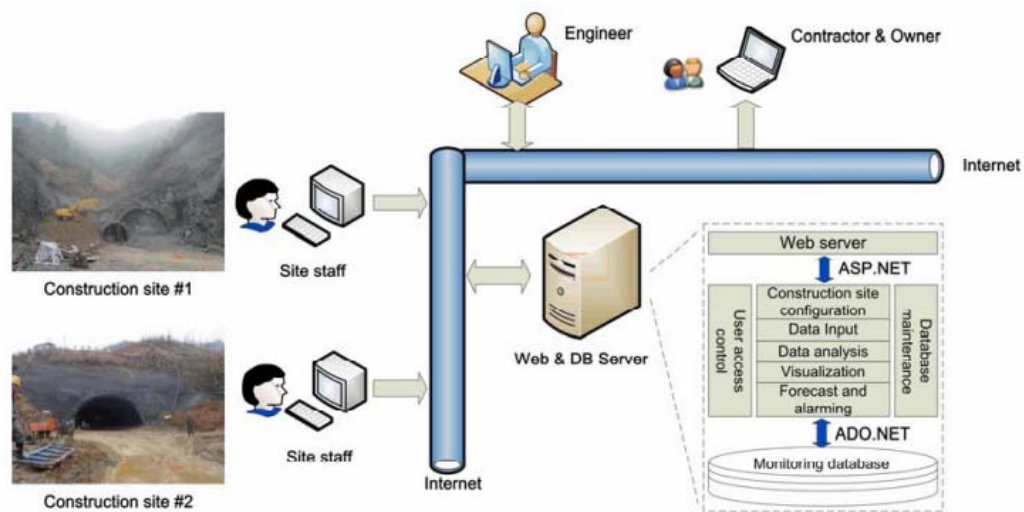 Engineer
Contractor & Owner
Internet
Site staff
Construction site #1
Web & DB Server
Site staff
Internet
Construction site #2
Web server
ASP.NET
User access
control
Construction site
configuration
Data Input
Data analysis
Visualization
Forecast and
alarming
Database
maintenance
ADO.NET
Monitoring database